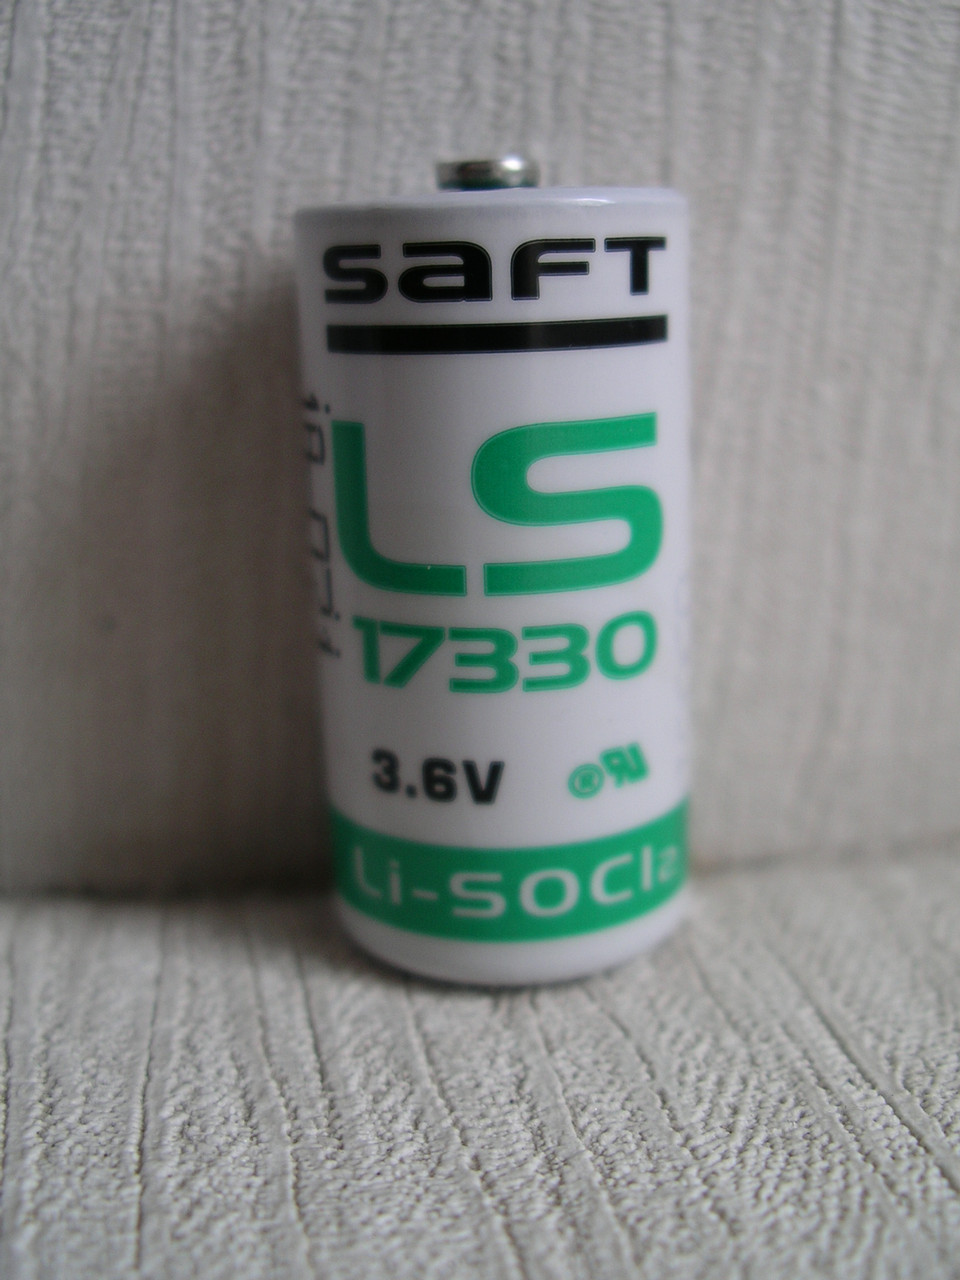 saFT
LS
17330
3.6V
Li-SOCl2